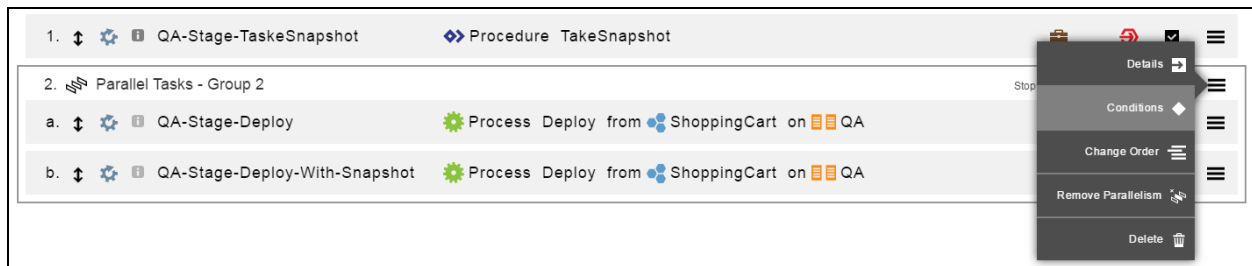 1. QA-Stage-TaskeSnapshot Procedure TakeSnapshot
2. Parallel Tasks - Group 2 Stop
a. QA-Stage-Deploy Process Deploy from ShoppingCart on QA
b. QA-Stage-Deploy-With-Snapshot Process Deploy from ShoppingCart on QA
Details
Conditions
Change Order
Remove Parallelism
Delete